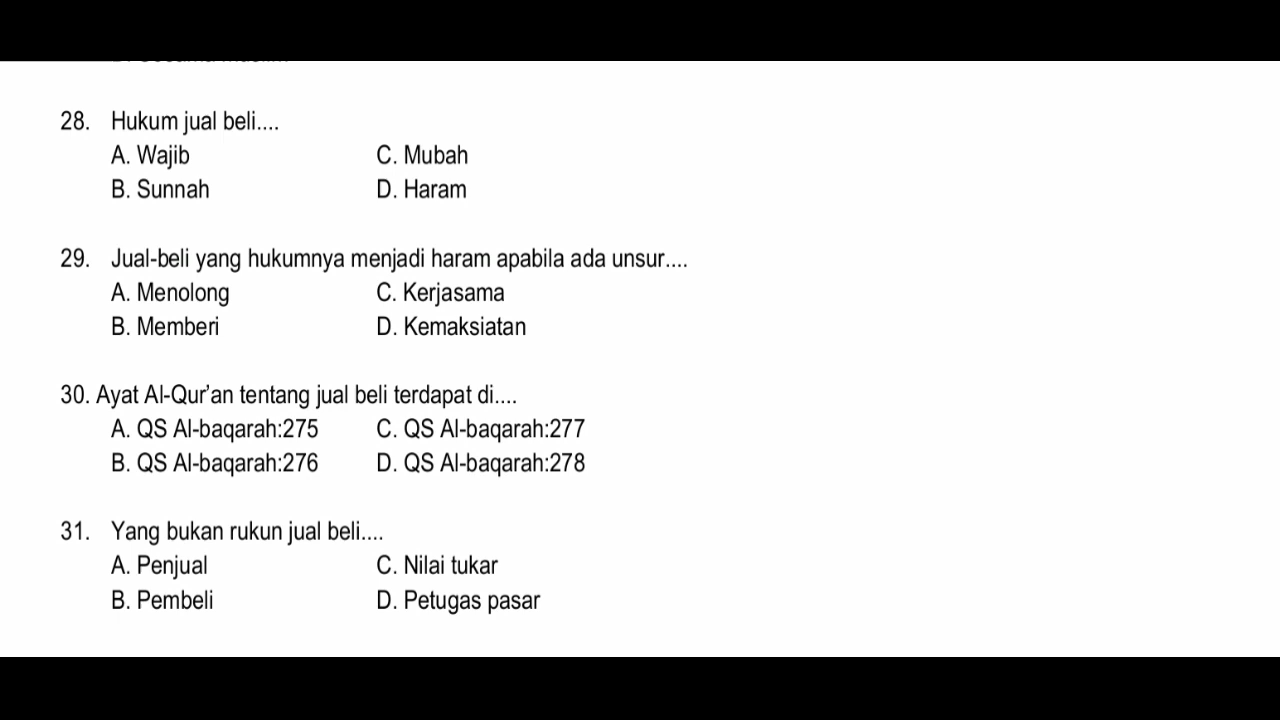 28. Hukum jual beli....
A. Wajib C. Mubah
B. Sunnah D. Haram
29. Jual-beli yang hukumnya menjadi haram apabila ada unsur....
A. Menolong C. Kerjasama
B. Memberi D. Kemaksiatan
30. Ayat Al-Qur'an tentang jual beli terdapat di....
A. QS Al-baqarah:275 C. QS Al-baqarah:277
B. QS Al-baqarah:276 D. QS Al-baqarah:278
31. Yang bukan rukun jual beli....
A. Penjual C. Nilai tukar
B. Pembeli D. Petugas pasar